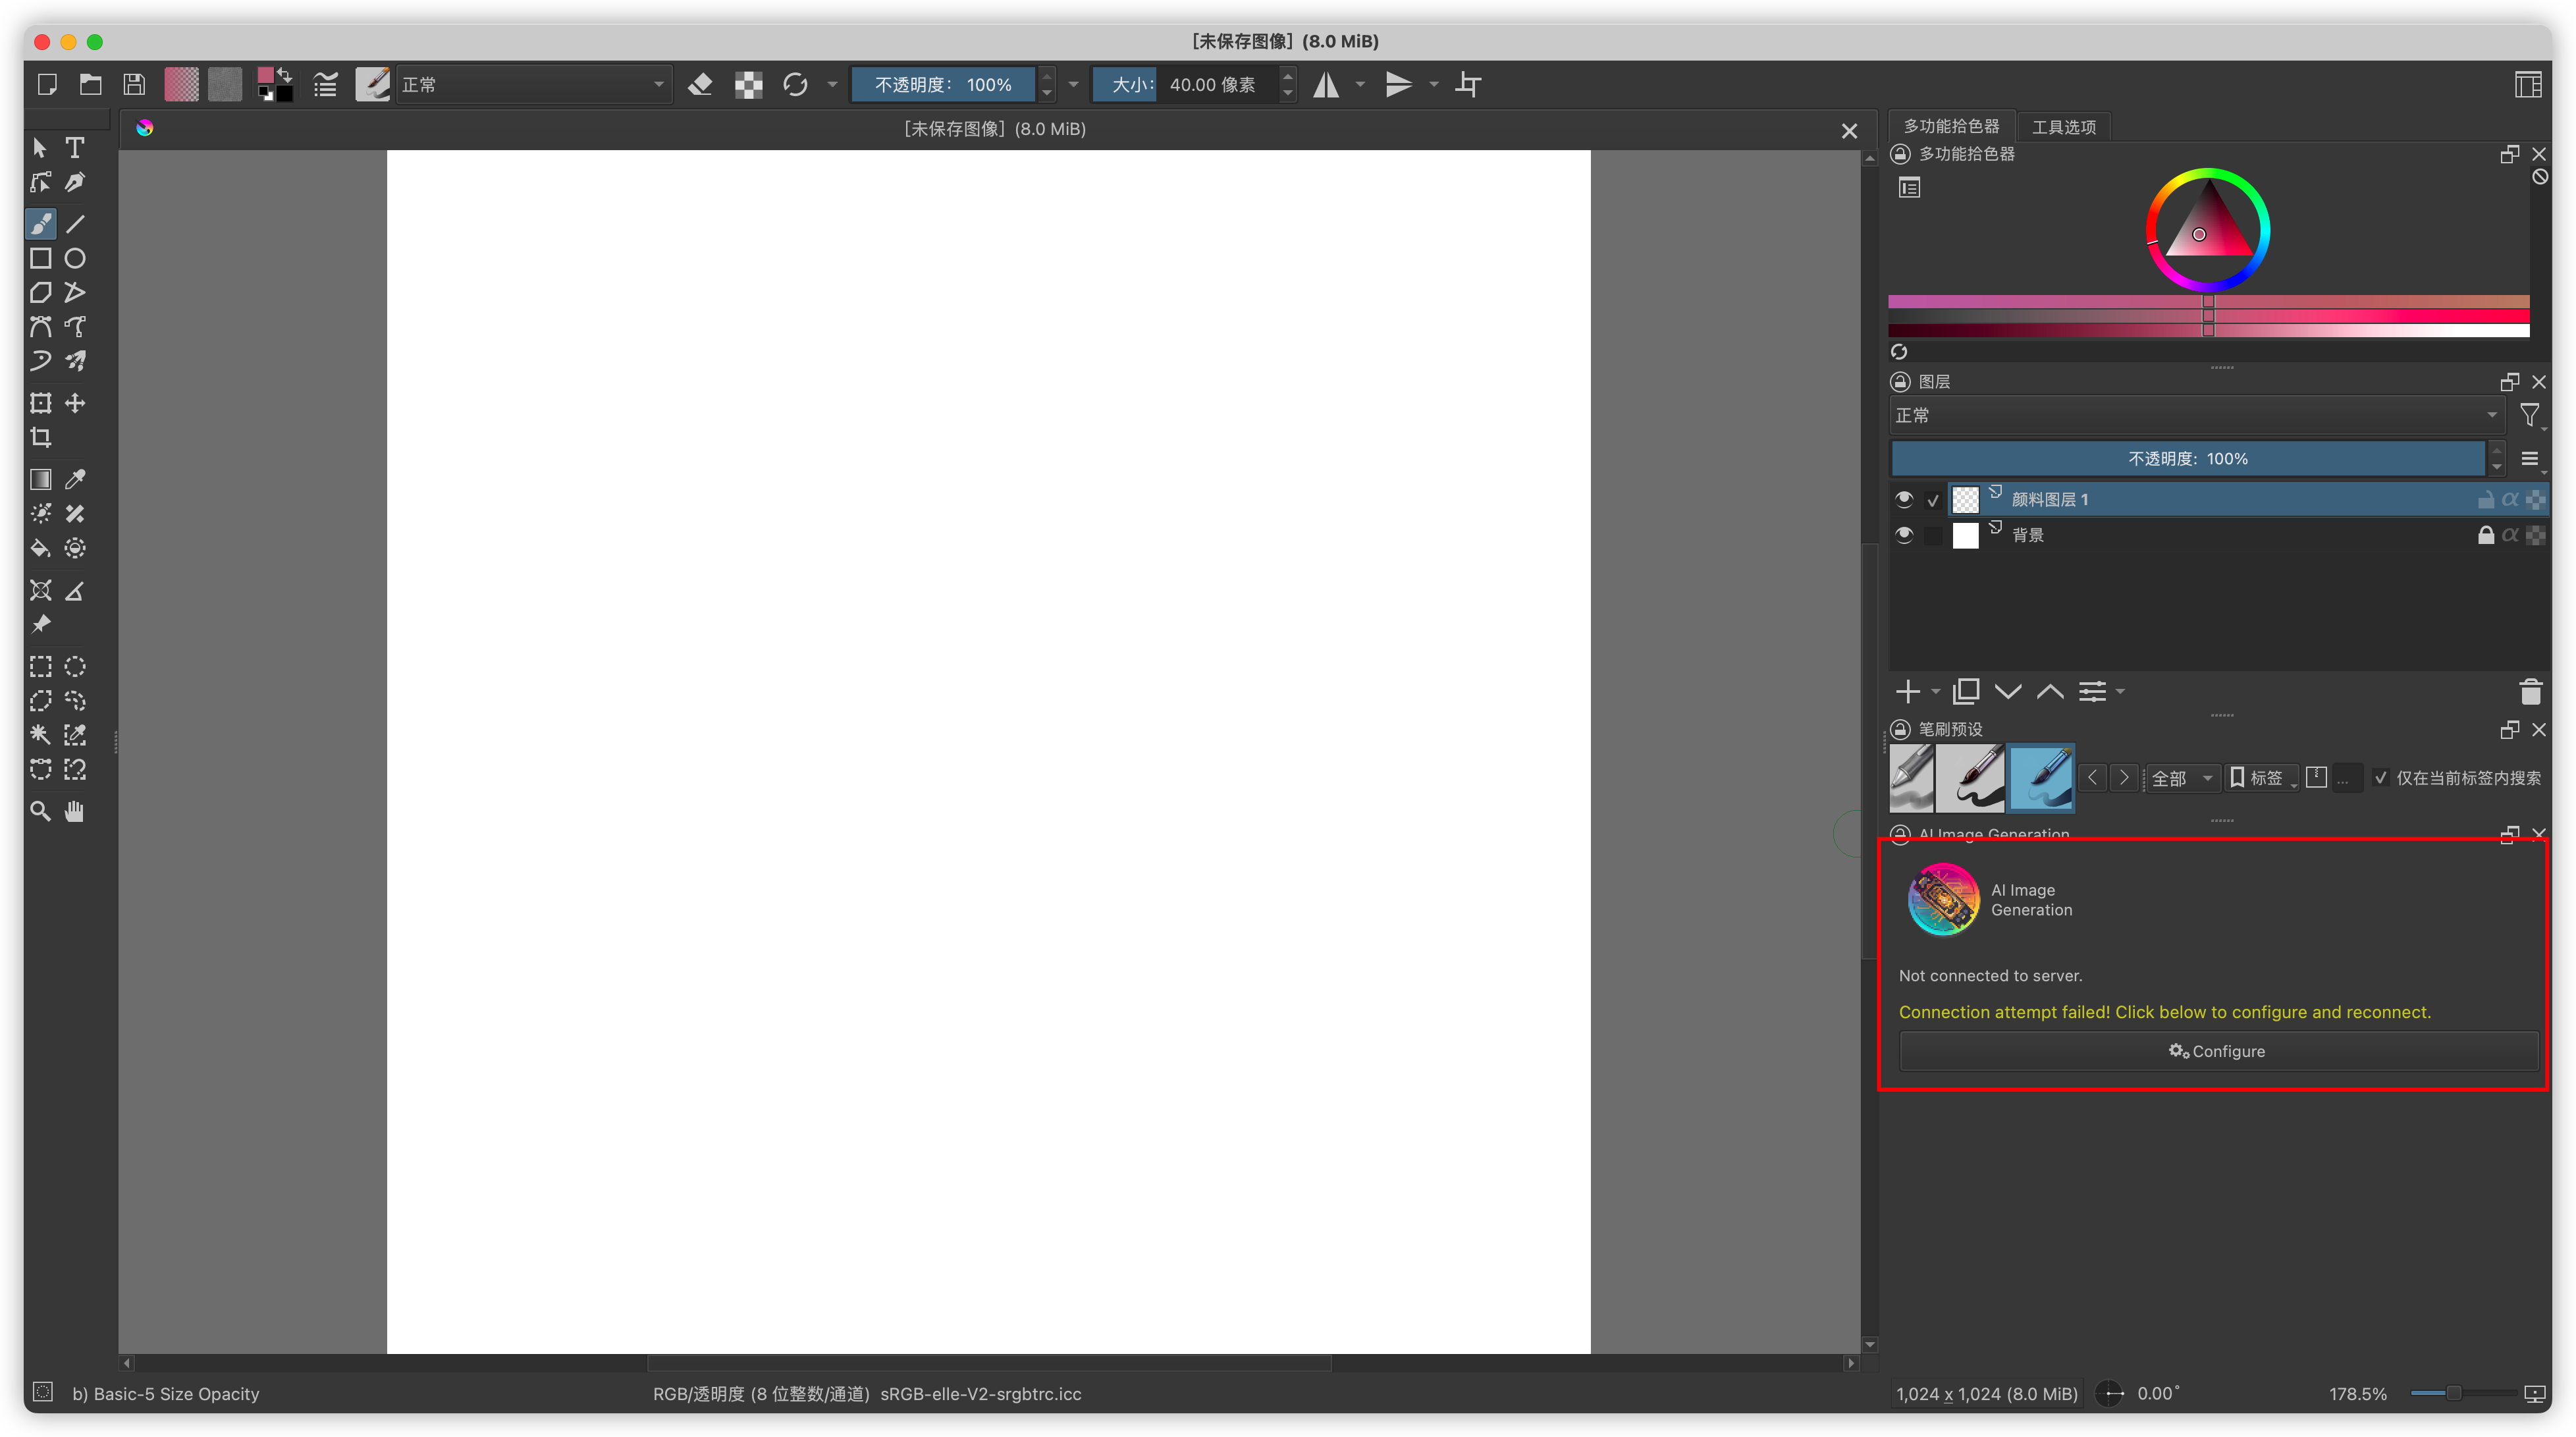 [未保存图像] (8.0 MiB)
正常
不透明度: 100%
大小: 40.00 像素
[未保存图像] (8.0 MiB)
多功能拾色器
工具选项
多功能拾色器
图层
正常
不透明度: 100%
颜料图层 1
背景
笔刷预设
全部
标签
...
仅在当前标签内搜索
AI Image Generation
AI Image
Generation
Not connected to server.
Connection attempt failed! Click below to configure and reconnect.
Configure
b) Basic-5 Size Opacity
RGB/透明度 (8 位整数/通道) sRGB-elle-V2-srgbtrc.icc
1,024 x 1,024 (8.0 MiB)
0.00°
178.5%